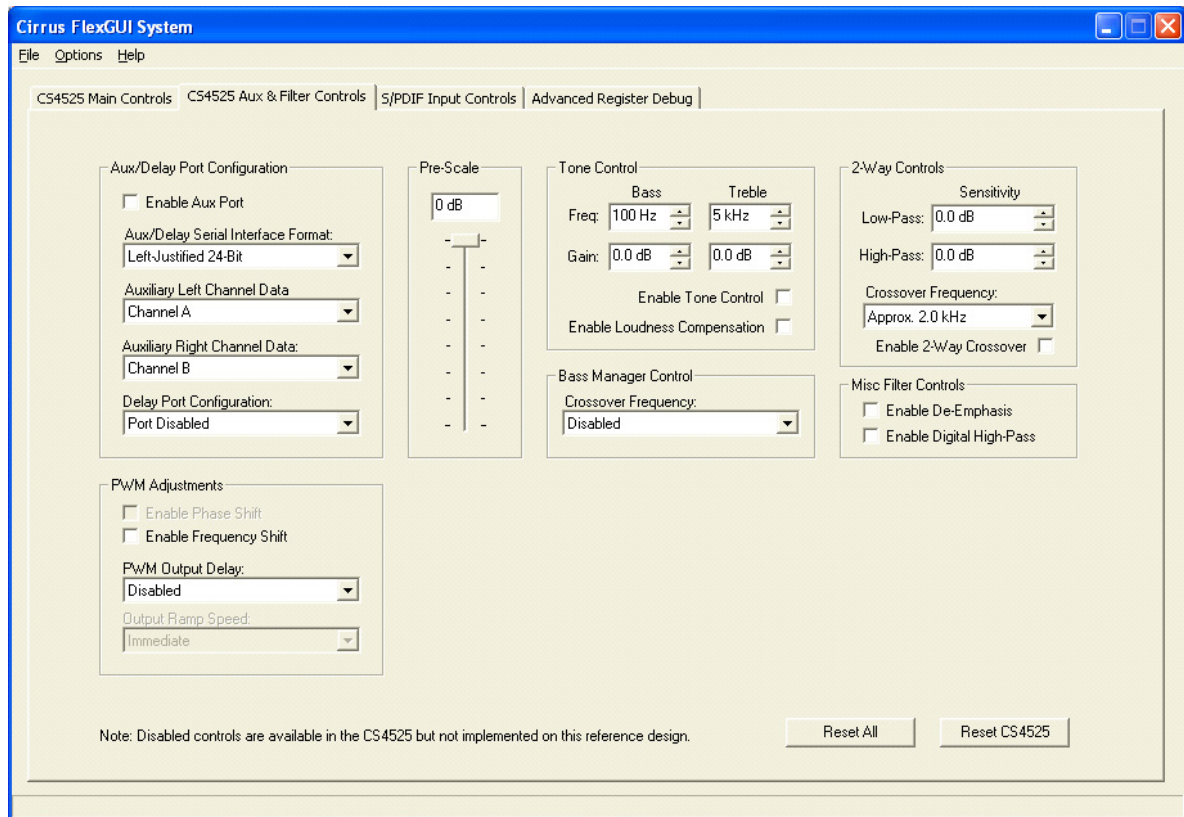 Cirrus FlexGUI System
File Options Help
CS4525 Main Controls CS4525 Aux & Filter Controls S/PDIF Input Controls Advanced Register Debug
Aux/Delay Port Configuration
Enable Aux Port
Aux/Delay Serial Interface Format:
Left-Justified 24-Bit
Auxiliary Left Channel Data
Channel A
Auxiliary Right Channel Data:
Channel B
Delay Port Configuration:
Port Disabled
Pre-Scale
0 dB
Tone Control
Bass Treble
Freq: 100 Hz 5 kHz
Gain: 0.0 dB 0.0 dB
Enable Tone Control
Enable Loudness Compensation
Bass Manager Control
Crossover Frequency:
Disabled
2-Way Controls
Sensitivity
Low-Pass: 0.0 dB
High-Pass: 0.0 dB
Crossover Frequency:
Approx. 2.0 kHz
Enable 2-Way Crossover
Misc Filter Controls
Enable De-Emphasis
Enable Digital High-Pass
PWM Adjustments
Enable Phase Shift
Enable Frequency Shift
PWM Output Delay:
Disabled
Output Ramp Speed:
Immediate
Note: Disabled controls are available in the CS4525 but not implemented on this reference design.
Reset All Reset CS4525